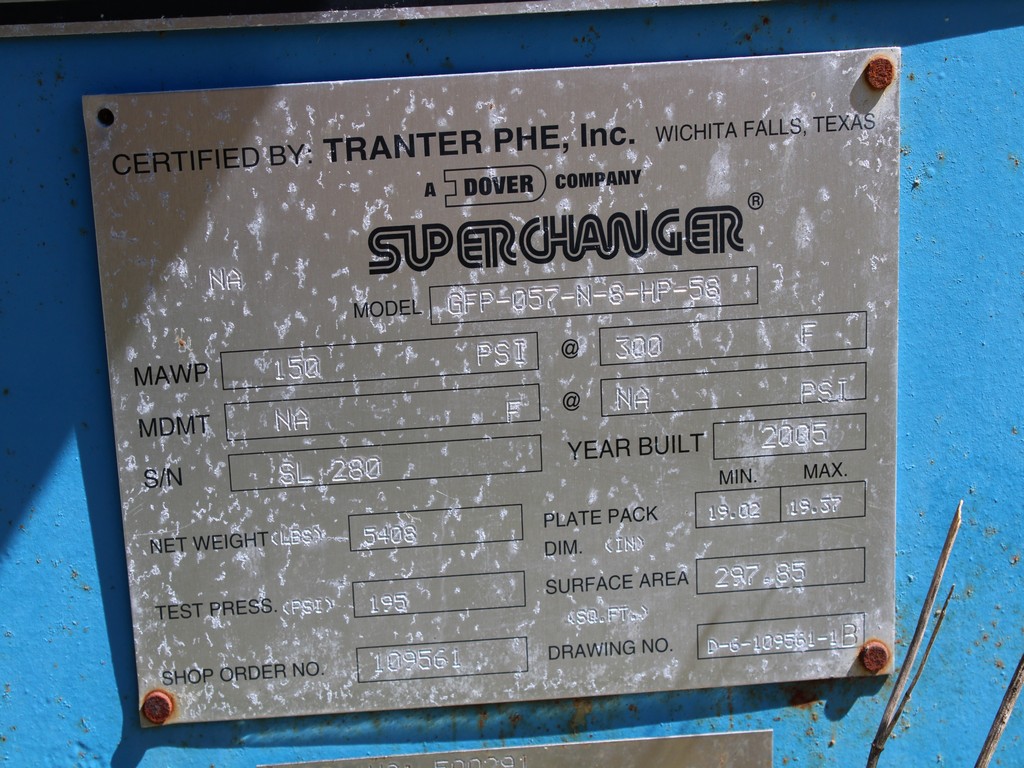 CERTIFIED BY: TRANTER PHE, Inc. WICHITA FALLS, TEXAS
A DOVER COMPANY
SUPERCHANGER®
NA
MODEL GFP-057-N-8-HP-58
MAWP 150 PSI @ 300 F
MDMT NA F @ NA PSI
S/N SL 280 YEAR BUILT 2005
MIN. MAX.
NET WEIGHT (LBS) 5408 PLATE PACK DIM. (IN) 19.02 19.37
TEST PRESS. (PSI) 195 SURFACE AREA (SQ.FT.) 297.85
SHOP ORDER NO. 109561 DRAWING NO. D-G-109561-1B